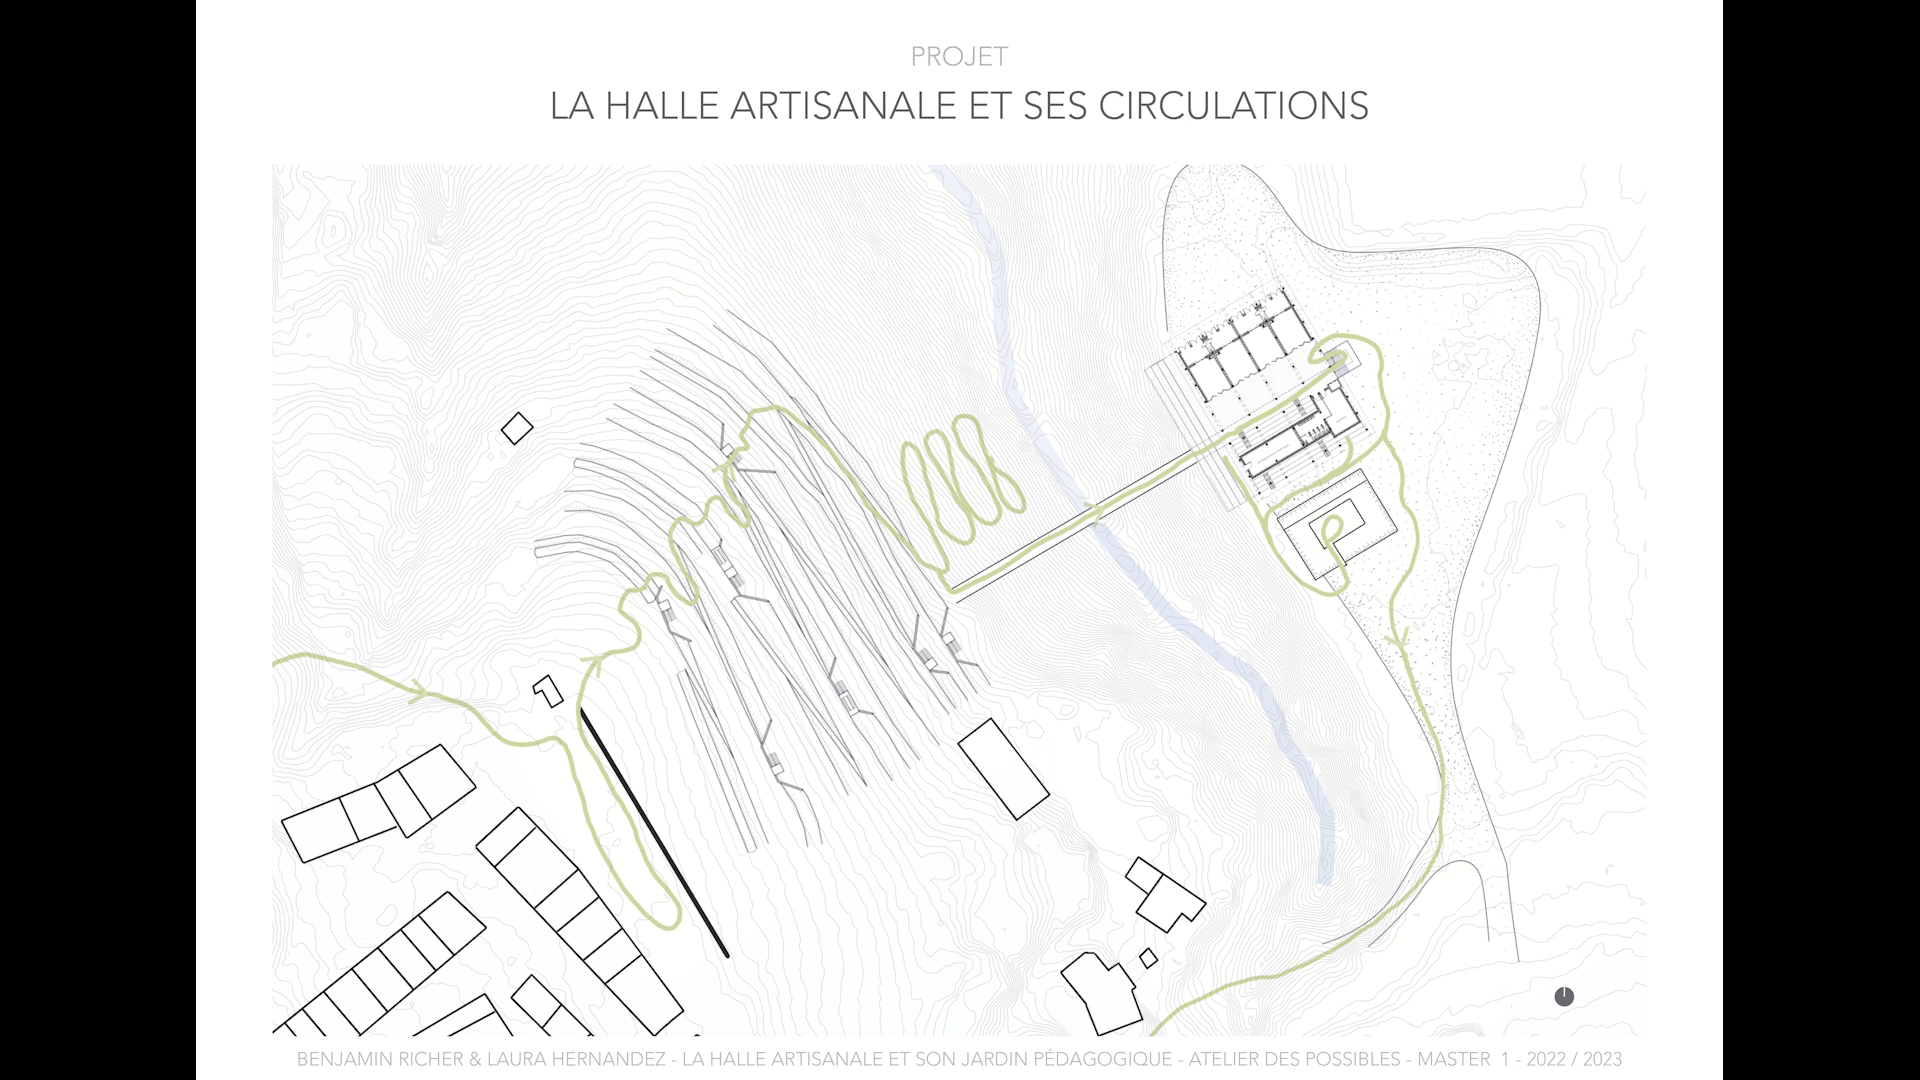 PROJET
LA HALLE ARTISANALE ET SES CIRCULATIONS
BENJAMIN RICHER & LAURA HERNANDEZ - LA HALLE ARTISANALE ET SON JARDIN PÉDAGOGIQUE - ATELIER DES POSSIBLES - MASTER 1 - 2022 / 2023